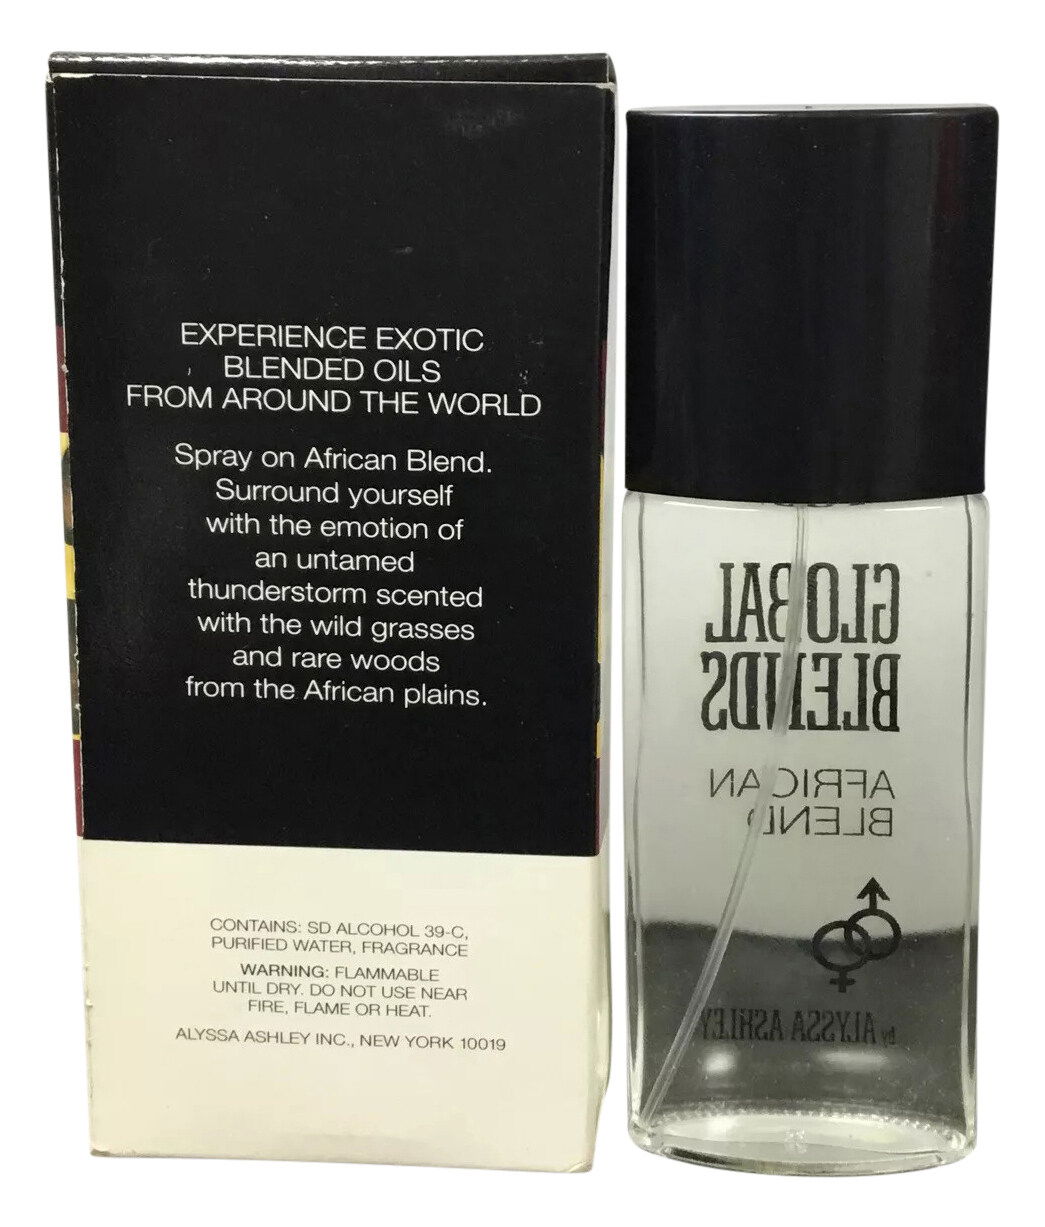 EXPERIENCE EXOTIC
BLENDED OILS
FROM AROUND THE WORLD
Spray on African Blend.
Surround yourself
with the emotion of
an untamed
thunderstorm scented
with the wild grasses
and rare woods
from the African plains.
CONTAINS: SD ALCOHOL 39-C,
PURIFIED WATER, FRAGRANCE
WARNING: FLAMMABLE
UNTIL DRY. DO NOT USE NEAR
FIRE, FLAME OR HEAT.
ALYSSA ASHLEY INC., NEW YORK 10019
GLOBAL
BLENDS
AFRICAN
BLEND
by ALYSSA ASHLEY